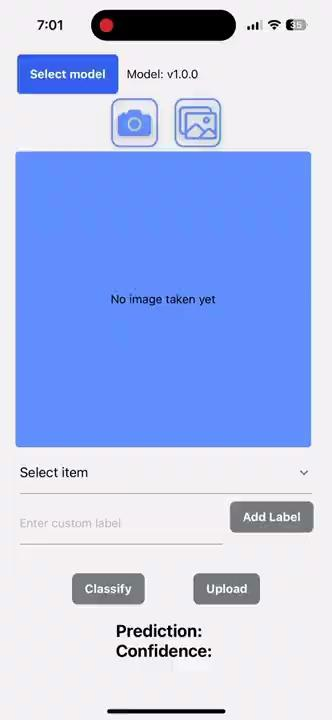 7:01
35
Select model
Model: v1.0.0
No image taken yet
Select item
Enter custom label
Add Label
Classify
Upload
Prediction:
Confidence: